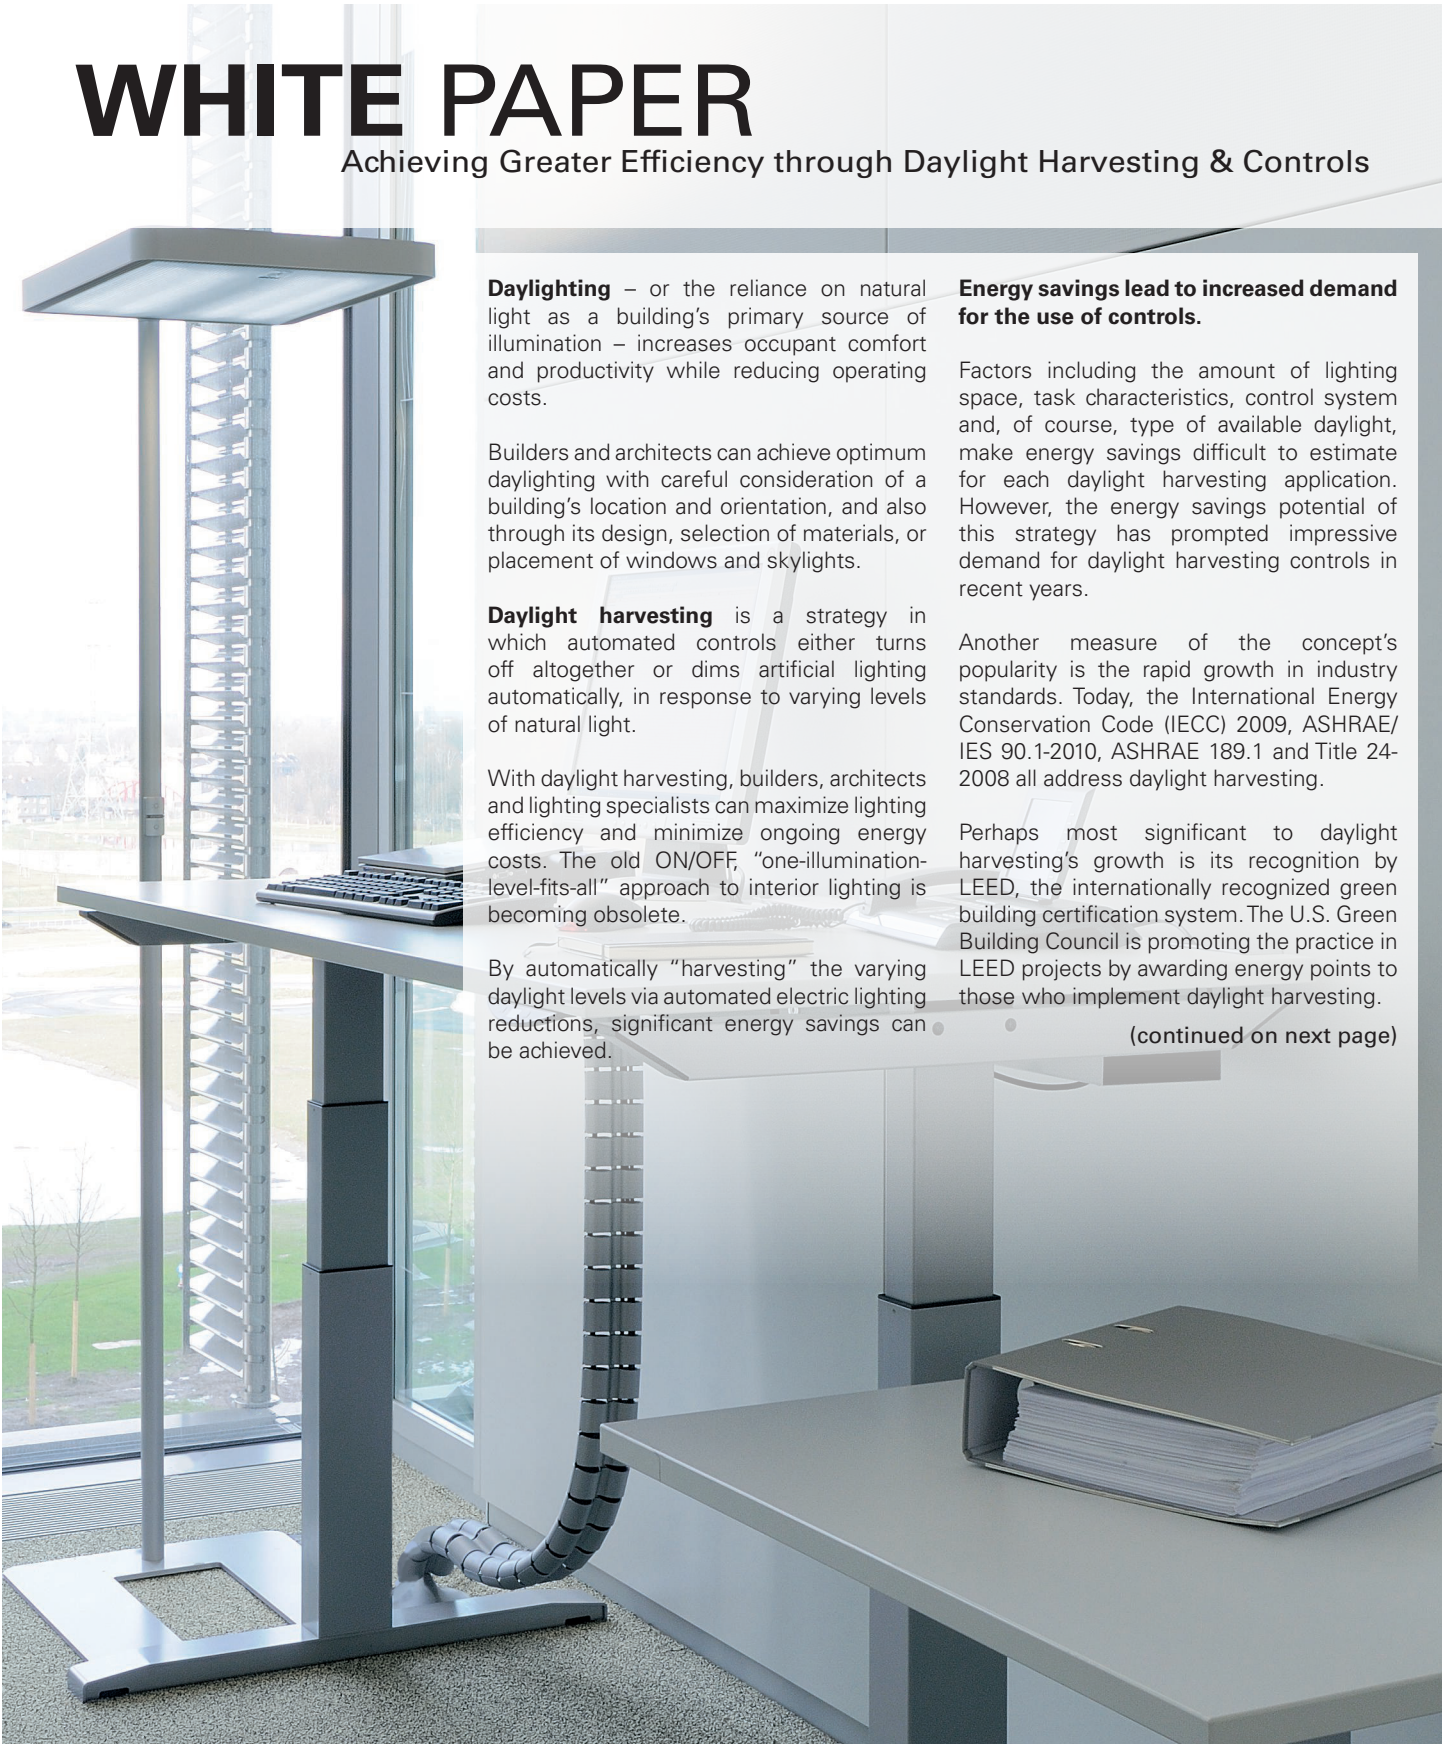 WHITE PAPER
Achieving Greater Efficiency through Daylight Harvesting & Controls
Daylighting – or the reliance on natural
light as a building’s primary source of
illumination – increases occupant comfort
and productivity while reducing operating
costs.
Builders and architects can achieve optimum
daylighting with careful consideration of a
building’s location and orientation, and also
through its design, selection of materials, or
placement of windows and skylights.
Daylight harvesting is a strategy in
which automated controls either turns
off altogether or dims artificial lighting
automatically, in response to varying levels
of natural light.
With daylight harvesting, builders, architects
and lighting specialists can maximize lighting
efficiency and minimize ongoing energy
costs. The old ON/OFF, “one-illumination-
level-fits-all” approach to interior lighting is
becoming obsolete.
By automatically “harvesting” the varying
daylight levels via automated electric lighting
reductions, significant energy savings can
be achieved.
Energy savings lead to increased demand
for the use of controls.
Factors including the amount of lighting
space, task characteristics, control system
and, of course, type of available daylight,
make energy savings difficult to estimate
for each daylight harvesting application.
However, the energy savings potential of
this strategy has prompted impressive
demand for daylight harvesting controls in
recent years.
Another measure of the concept’s
popularity is the rapid growth in industry
standards. Today, the International Energy
Conservation Code (IECC) 2009, ASHRAE/
IES 90.1-2010, ASHRAE 189.1 and Title 24-
2008 all address daylight harvesting.
Perhaps most significant to daylight
harvesting’s growth is its recognition by
LEED, the internationally recognized green
building certification system. The U.S. Green
Building Council is promoting the practice in
LEED projects by awarding energy points to
those who implement daylight harvesting.
(continued on next page)